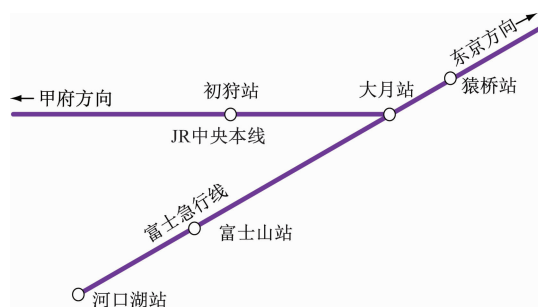 东京方向→
猿桥站
大月站
初狩站
← 甲府方向
JR中央本线
富士急行线
富士山站
河口湖站